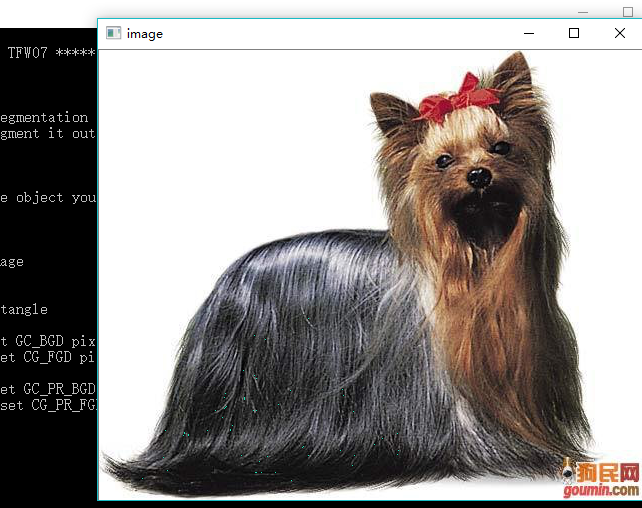 image
TFW07 *****
egmentation
gment it out
e object you
age
tangle
t GC_BGD pix
et CG_FGD pi
et GC_PR_BGD
set CG_PR_FG
狗民网
goumin.com